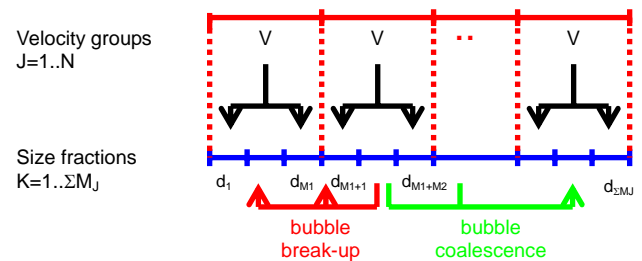 Velocity groups
J=1..N
V V .. V
Size fractions
K=1..ΣM_J
d_1 d_M1 d_M1+1 d_M1+M2 d_ΣMJ
bubble
break-up
bubble
coalescence